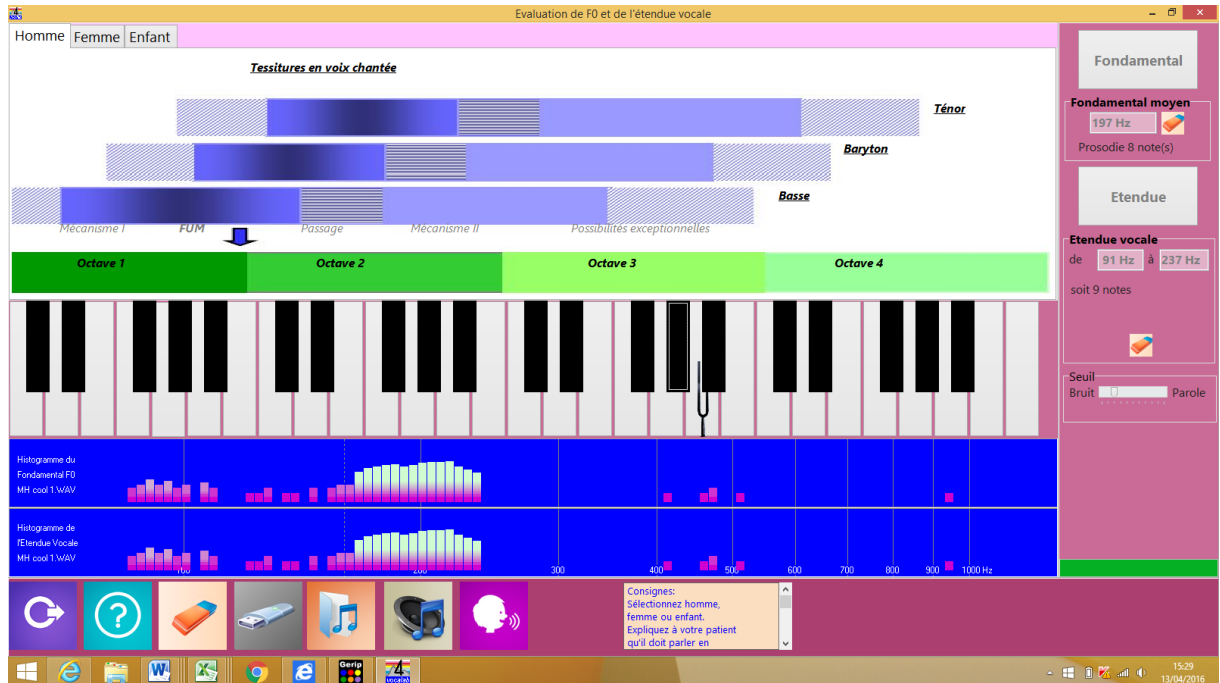 Evaluation de F0 et de l'étendue vocale
Homme Femme Enfant
Tessitures en voix chantée
Ténor
Baryton
Basse
Mécanisme I FUM Passage Mécanisme II Possibilités exceptionnelles
Octave 1 Octave 2 Octave 3 Octave 4
Fondamental
Fondamental moyen
197 Hz
Prosodie 8 note(s)
Etendue
Etendue vocale
de 91 Hz à 237 Hz
soit 9 notes
Seuil
Bruit Parole
Histogramme du
Fondamental F0
MH cool 1.WAV
Histogramme de
l'Etendue Vocale
MH cool 1.WAV
100 200 300 400 500 600 700 800 900 1000 Hz
Consignes:
Sélectionnez homme,
femme ou enfant.
Expliquez à votre patient
qu'il doit parler en
Gerip
4
15:29
13/04/2016